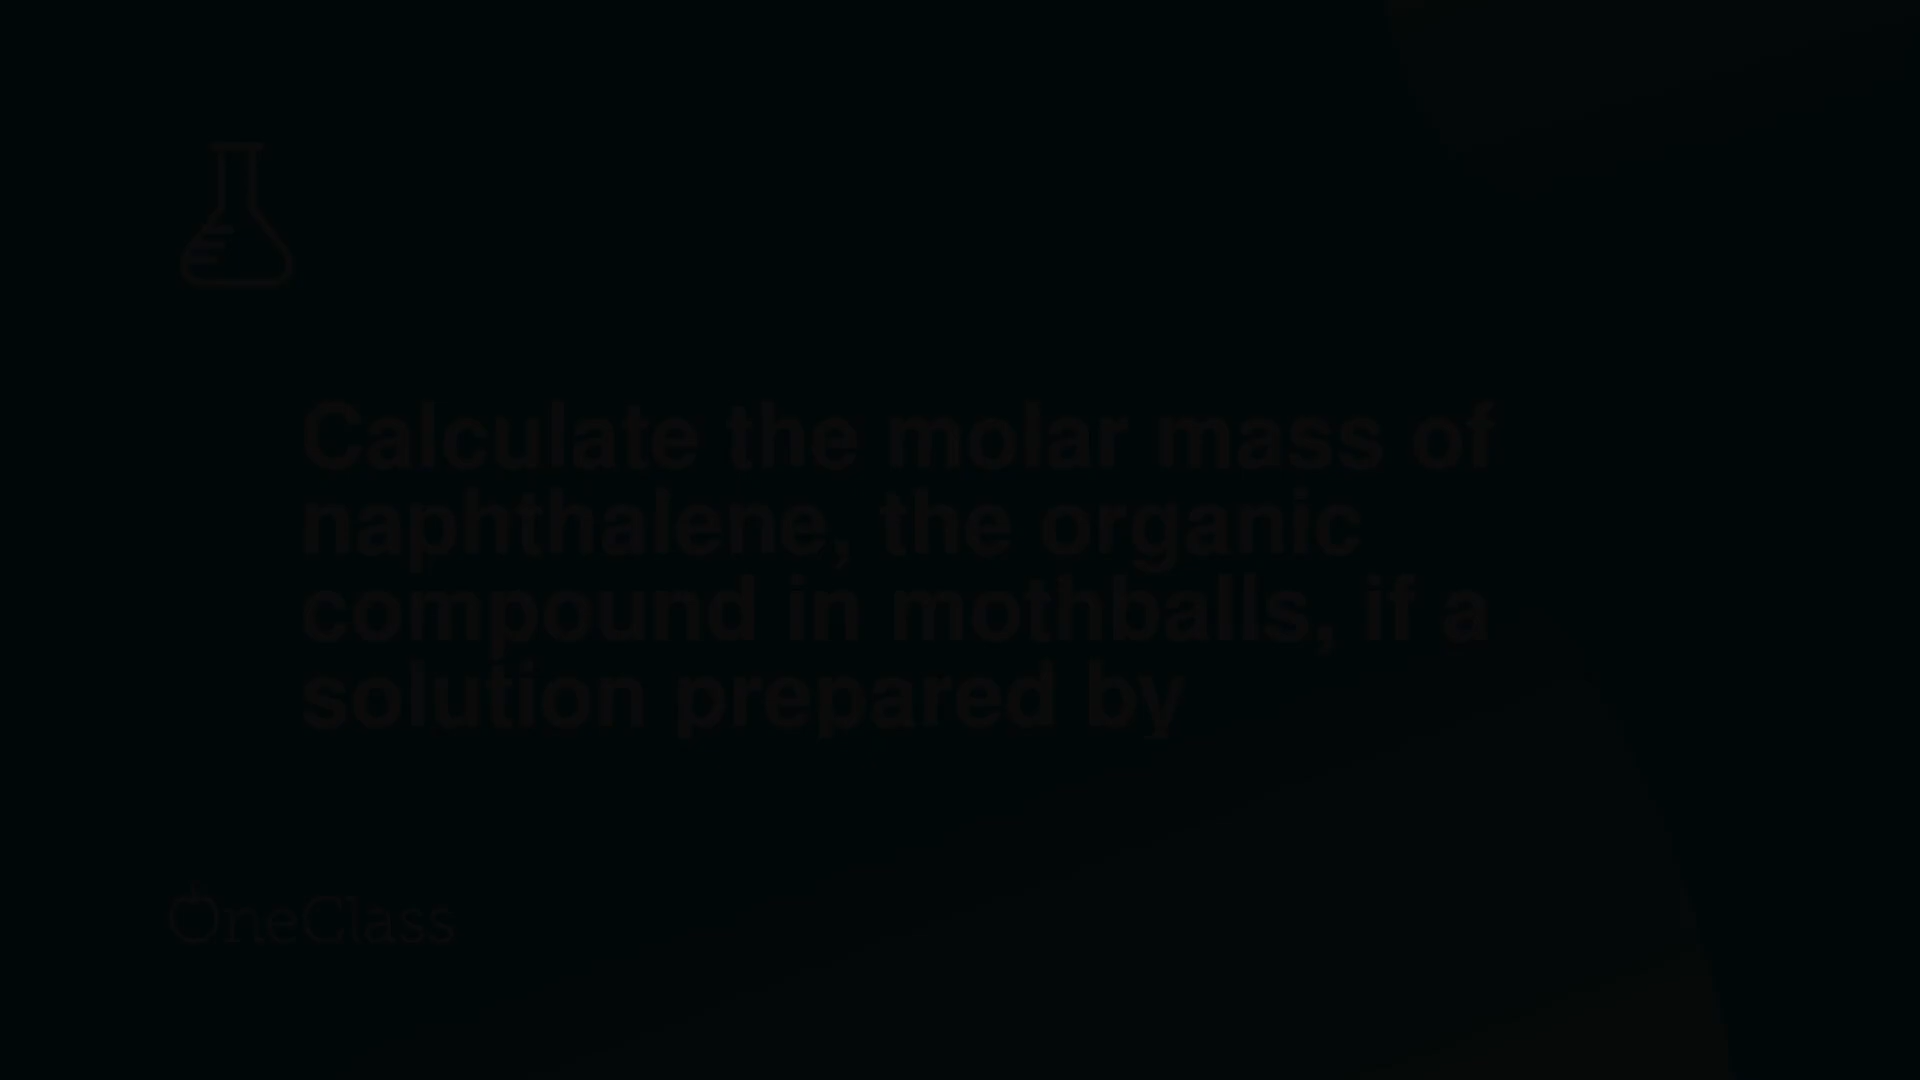 Calculate the molar mass of
naphthalene, the organic
compound in mothballs, if a
solution prepared by
OneClass